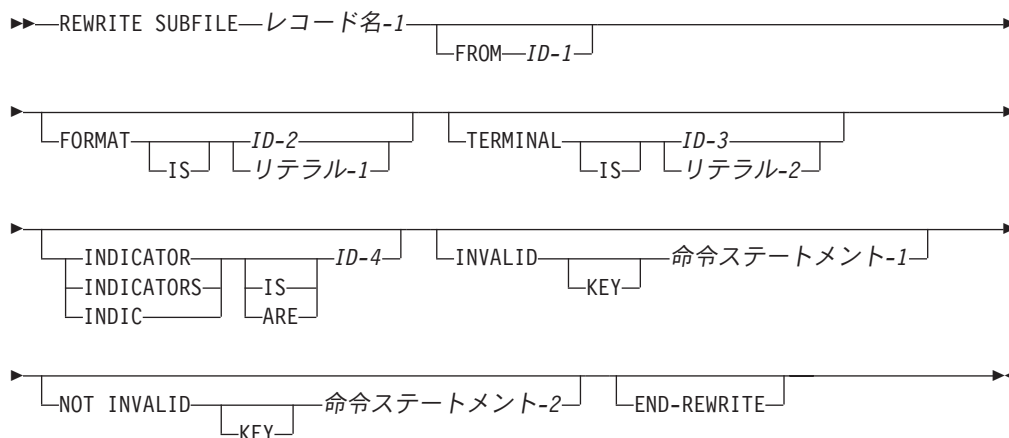 REWRITE SUBFILE レコード名-1
FROM ID-1
FORMAT ID-2 TERMINAL ID-3
IS リテラル-1 IS リテラル-2
INDICATOR ID-4 INVALID 命令ステートメント-1
INDICATORS IS KEY
INDIC ARE
NOT INVALID 命令ステートメント-2 END-REWRITE
KEY